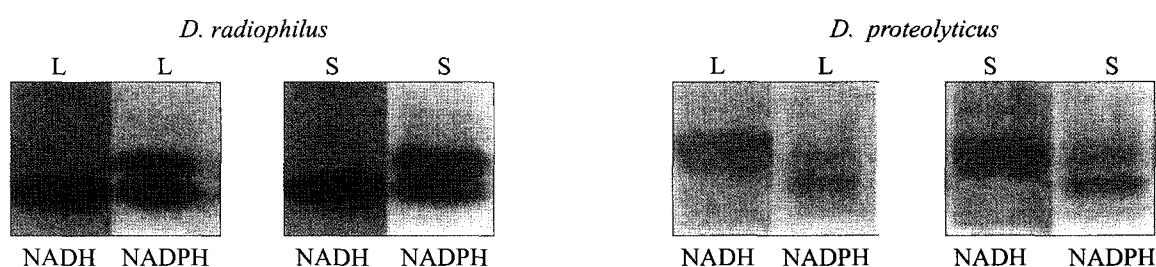 D. radiophilus D. proteolyticus
L L S S L L S S
NADH NADPH NADH NADPH NADH NADPH NADH NADPH